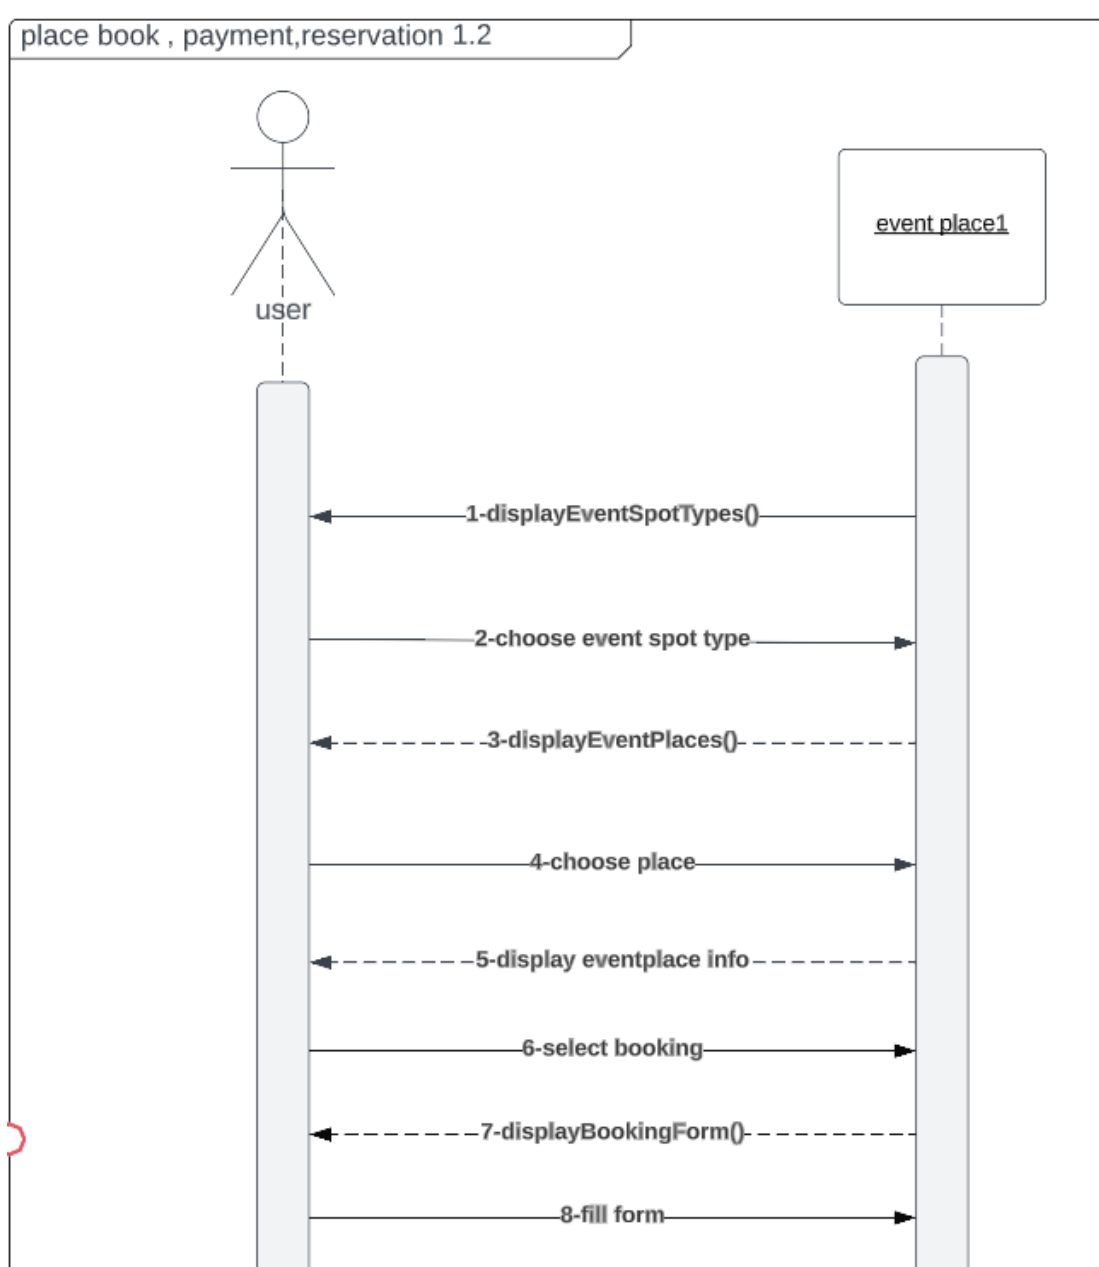 place book , payment,reservation 1.2
event place1
user
1-displayEventSpotTypes()
2-choose event spot type
3-displayEventPlaces()
4-choose place
5-display eventplace info
6-select booking
7-displayBookingForm()
8-fill form